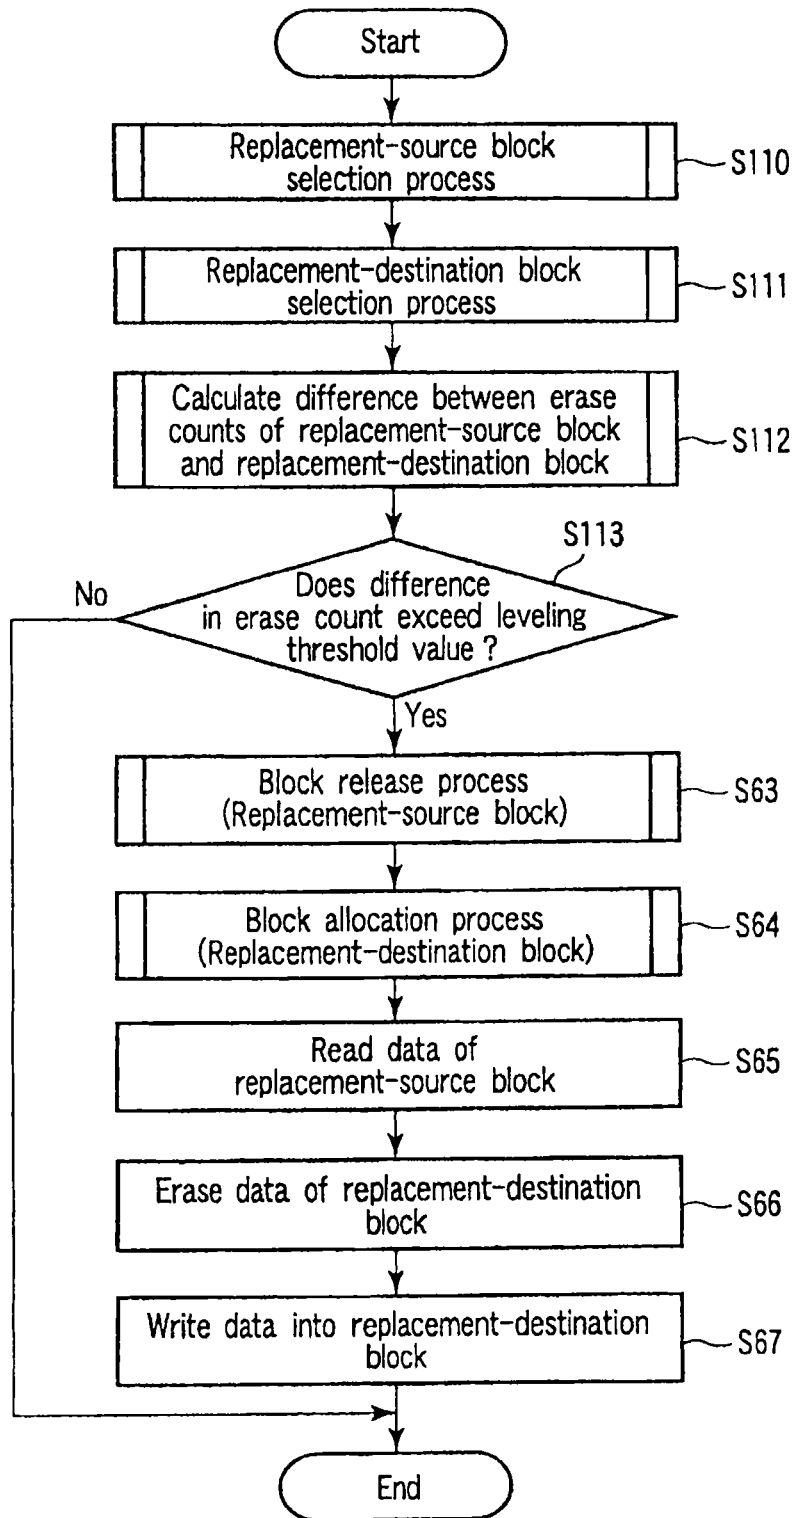 Start
Replacement-source block
selection process
S110
Replacement-destination block
selection process
S111
Calculate difference between erase
counts of replacement-source block
and replacement-destination block
S112
S113
No
Does difference
in erase count exceed leveling
threshold value ?
Yes
Block release process
(Replacement-source block)
S63
Block allocation process
(Replacement-destination block)
S64
Read data of
replacement-source block
S65
Erase data of replacement-destination
block
S66
Write data into replacement-destination
block
S67
End